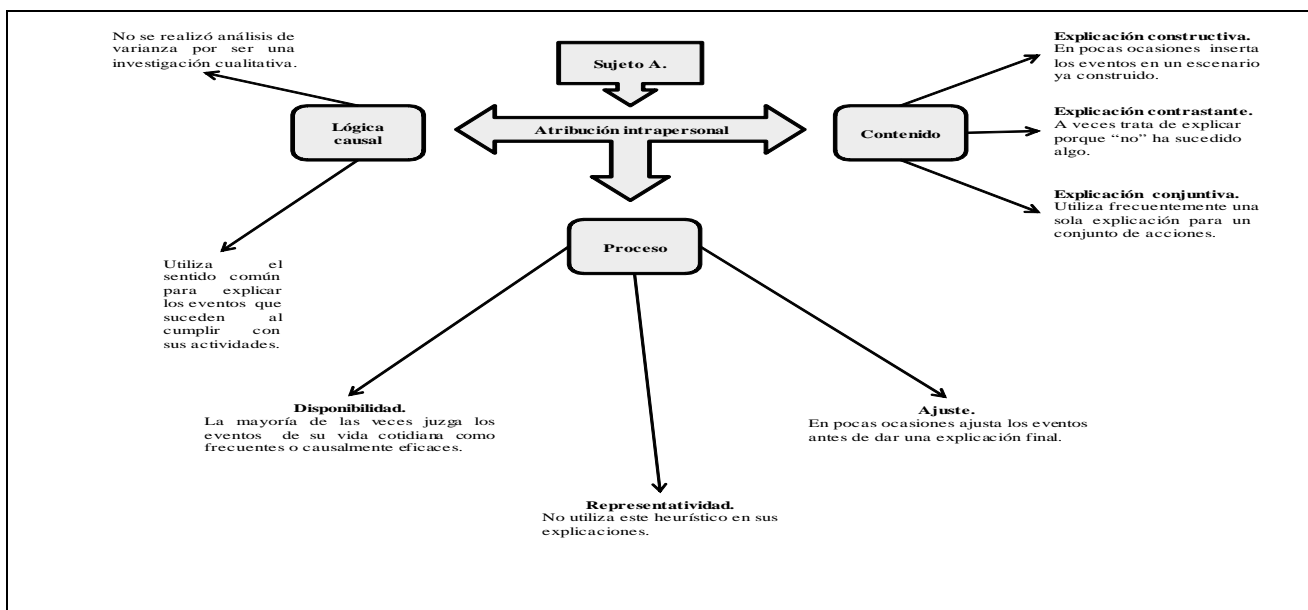 No se realizó análisis de
varianza por ser una
investigación cualitativa.
Sujeto A.
Explicación constructiva.
En pocas ocasiones inserta
los eventos en un escenario
ya construido.
Lógica
causal
Atribución intrapersonal
Contenido
Explicación contrastante.
A veces trata de explicar
porque “no” ha sucedido
algo.
Explicación conjuntiva.
Utiliza frecuentemente una
sola explicación para un
conjunto de acciones.
Proceso
Utiliza el
sentido común
para explicar
los eventos que
suceden al
cumplir con
sus actividades.
Disponibilidad.
La mayoría de las veces juzga los
eventos de su vida cotidiana como
frecuentes o causalmente eficaces.
Ajuste.
En pocas ocasiones ajusta los eventos
antes de dar una explicación final.
Representatividad.
No utiliza este heurístico en sus
explicaciones.